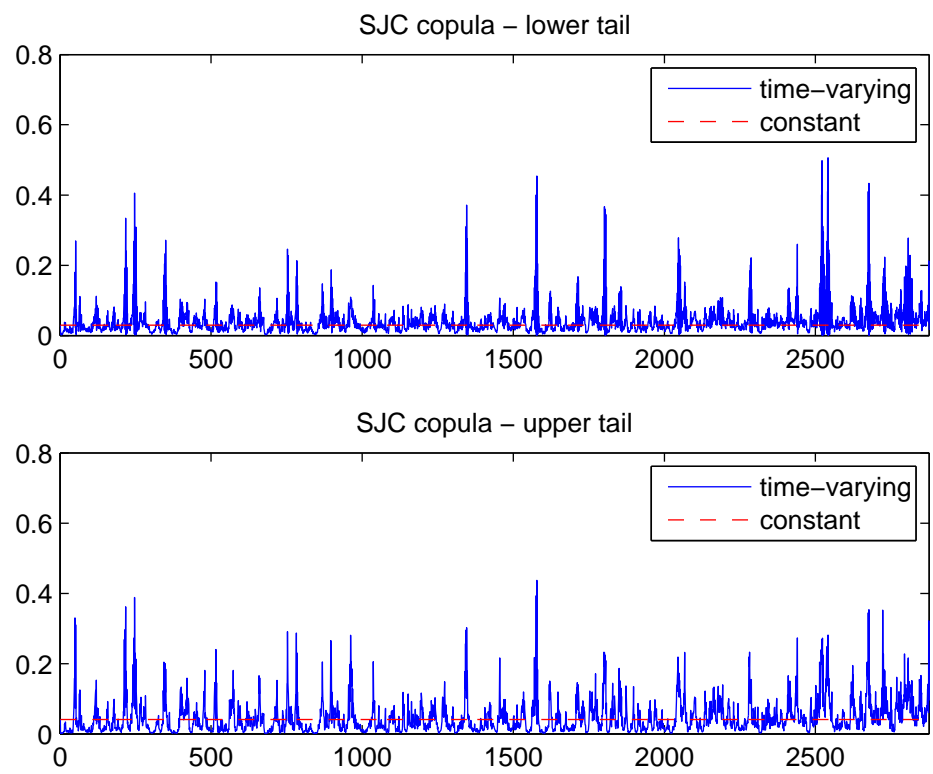 SJC copula – lower tail
0.8
0.6
0.4
0.2
0
time–varying
constant
0 500 1000 1500 2000 2500
SJC copula – upper tail
0.8
0.6
0.4
0.2
0
time–varying
constant
0 500 1000 1500 2000 2500